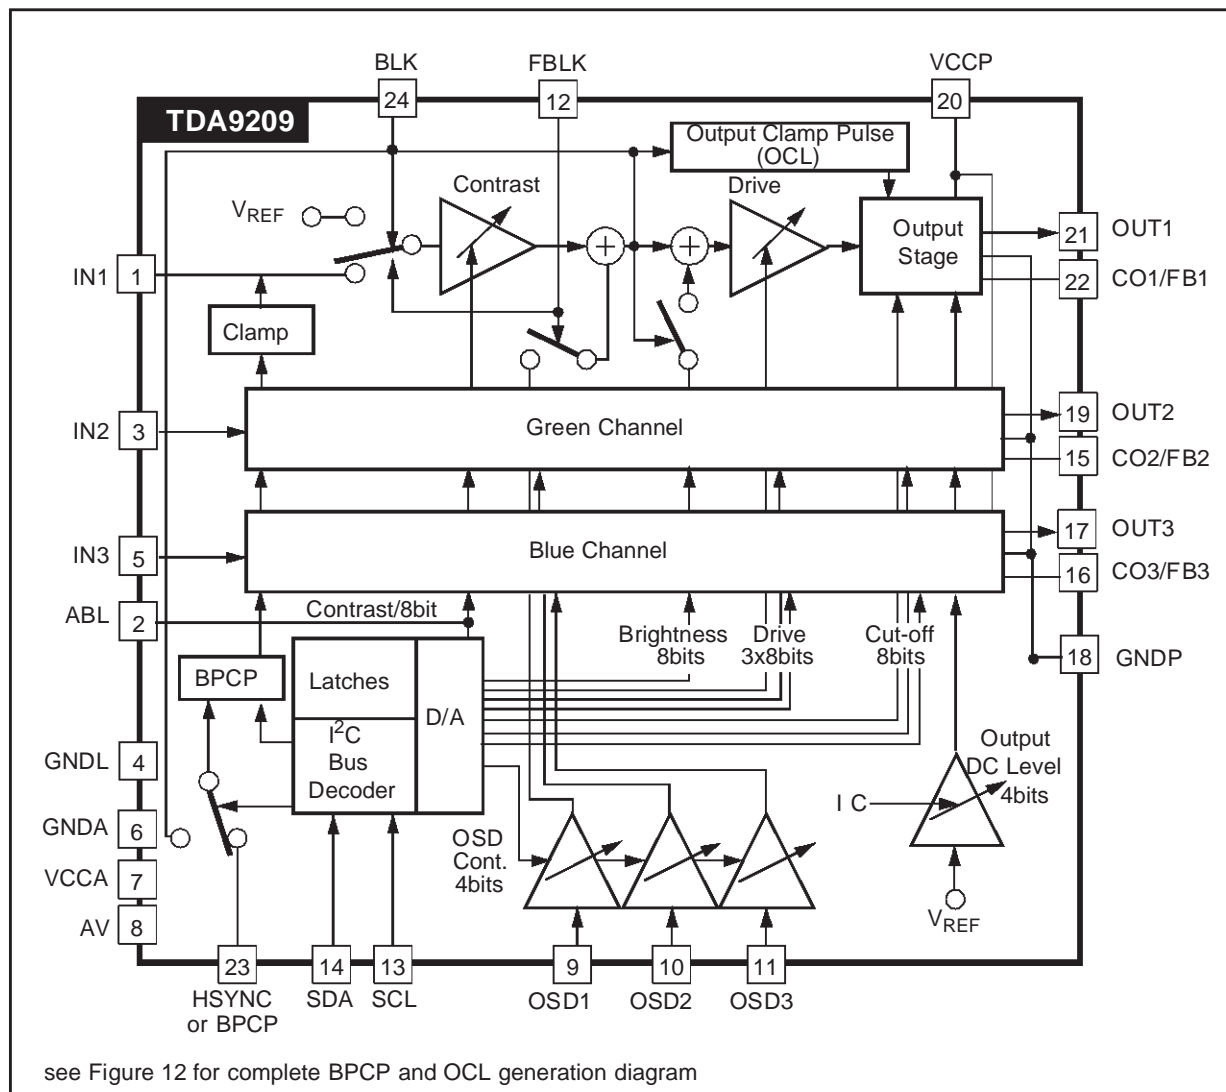 BLK
FBLK
VCCP
24
12
20
TDA9209
Output Clamp Pulse
(OCL)
Contrast
Drive
VREF
+
+
Output
Stage
21
OUT1
IN1
1
22
CO1/FB1
Clamp
IN2
3
Green Channel
19
OUT2
15
CO2/FB2
IN3
5
Blue Channel
17
OUT3
16
CO3/FB3
ABL
2
Contrast/8bit
Brightness
8bits
Drive
3x8bits
Cut-off
8bits
18
GNDP
BPCP
Latches
D/A
I2C
Bus
Decoder
GNDL
4
GNDA
6
VCCA
7
AV
8
OSD
Cont.
4bits
Output
DC Level
4bits
I C
VREF
23
14
13
9
10
11
HSYNC
or BPCP
SDA
SCL
OSD1
OSD2
OSD3
see Figure 12 for complete BPCP and OCL generation diagram